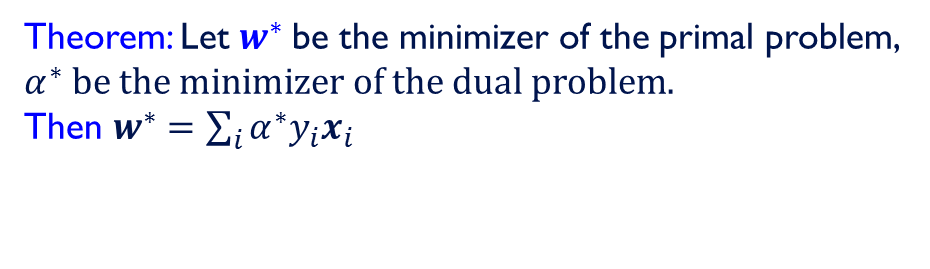 Theorem: Let w* be the minimizer of the primal problem,
α* be the minimizer of the dual problem.
Then w* = ∑ᵢ α*yᵢxᵢ